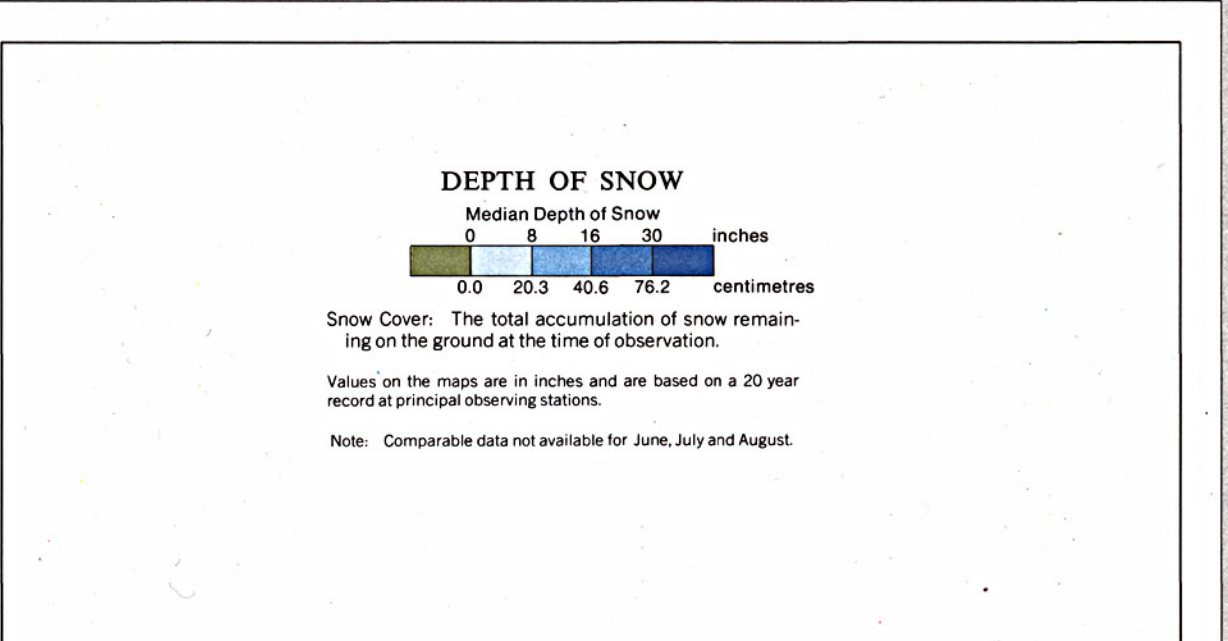 DEPTH OF SNOW
Median Depth of Snow
0 8 16 30 inches
0.0 20.3 40.6 76.2 centimetres
Snow Cover: The total accumulation of snow remain-
ing on the ground at the time of observation.
Values on the maps are in inches and are based on a 20 year
record at principal observing stations.
Note: Comparable data not available for June, July and August.